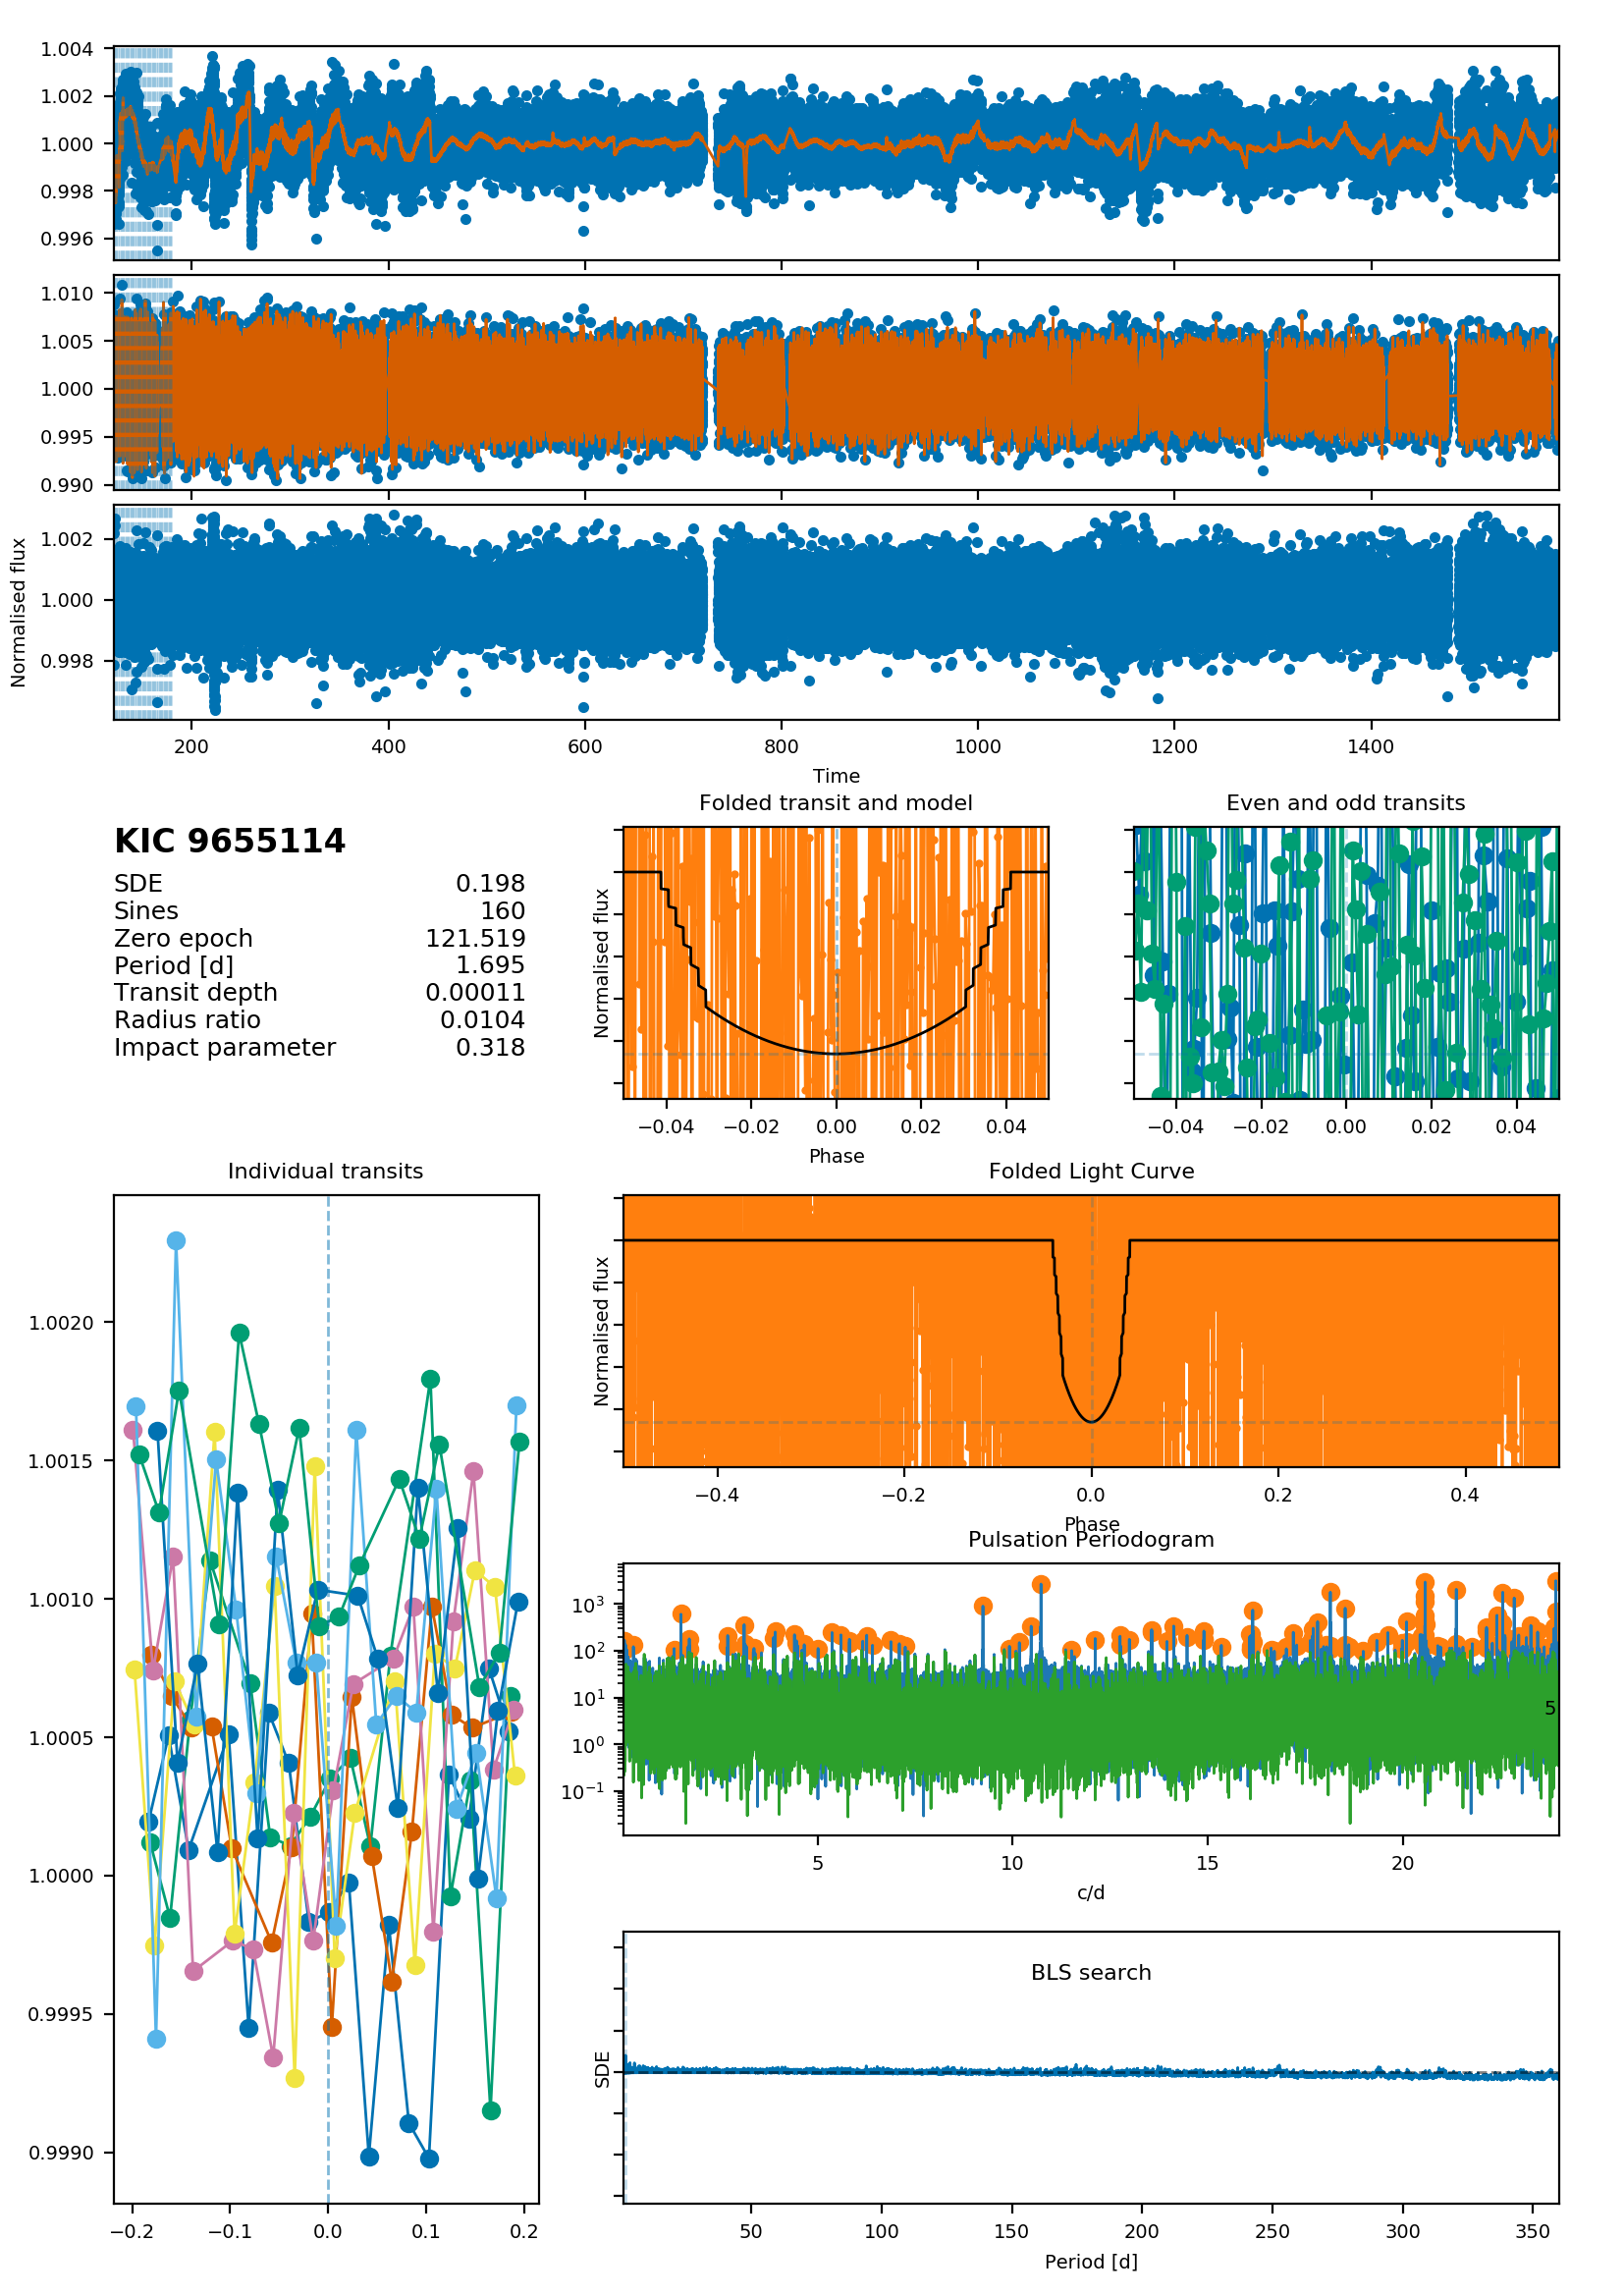 1.004
1.002
1.000
0.998
0.996
1.010
1.005
1.000
0.995
0.990
1.002
1.000
0.998
Normalised flux
200 400 600 800 1000 1200 1400
Time
KIC 9655114
SDE 0.198
Sines 160
Zero epoch 121.519
Period [d] 1.695
Transit depth 0.00011
Radius ratio 0.0104
Impact parameter 0.318
Folded transit and model
Normalised flux
−0.04 −0.02 0.00 0.02 0.04
Phase
Even and odd transits
−0.04 −0.02 0.00 0.02 0.04
Individual transits
1.0020
1.0015
1.0010
1.0005
1.0000
0.9995
0.9990
−0.2 −0.1 0.0 0.1 0.2
Folded Light Curve
Normalised flux
−0.4 −0.2 0.0 0.2 0.4
Phase
Pulsation Periodogram
10³
10²
10¹
10⁰
10⁻¹
5
5 10 15 20
c/d
BLS search
SDE
50 100 150 200 250 300 350
Period [d]